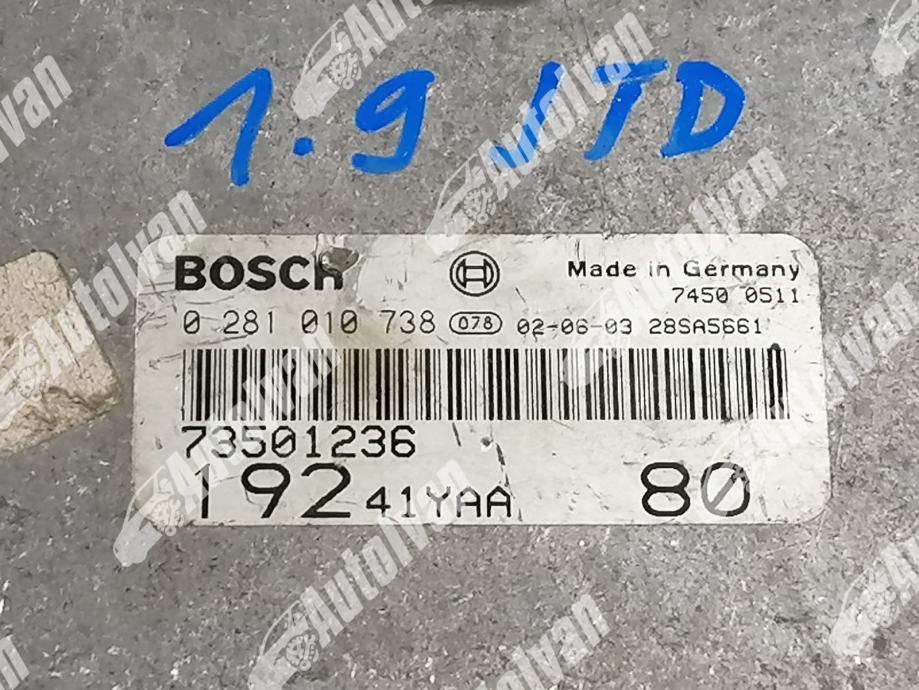 1.9 JTD
BOSCH Made in Germany
7450 0511
0 281 010 738 078 02-06-03 28SA5661
73501236
192 41YAA 80
AutoIvan